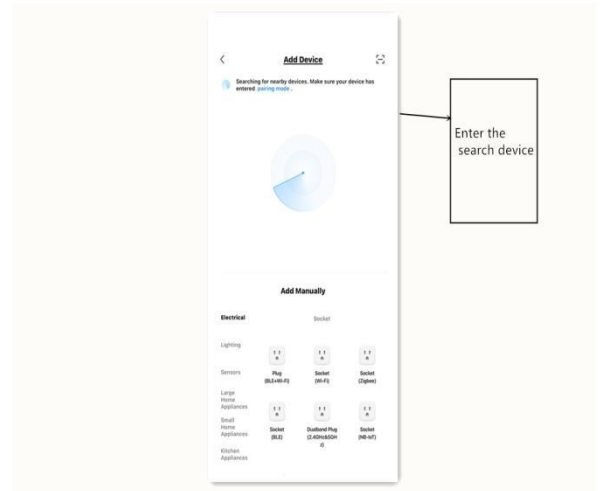 Add Device
Searching for nearby devices. Make sure your device has
entered pairing mode .
Enter the
search device
Add Manually
Electrical
Socket
Lighting
Sensors
Large
Home
Appliances
Small
Home
Appliances
Kitchen
Appliances
Plug
(BLE+Wi-Fi)
Socket
(Wi-Fi)
Socket
(Zigbee)
Socket
(BLE)
Dualband Plug
(2.4GHz&5GH
z)
Socket
(NB-IoT)